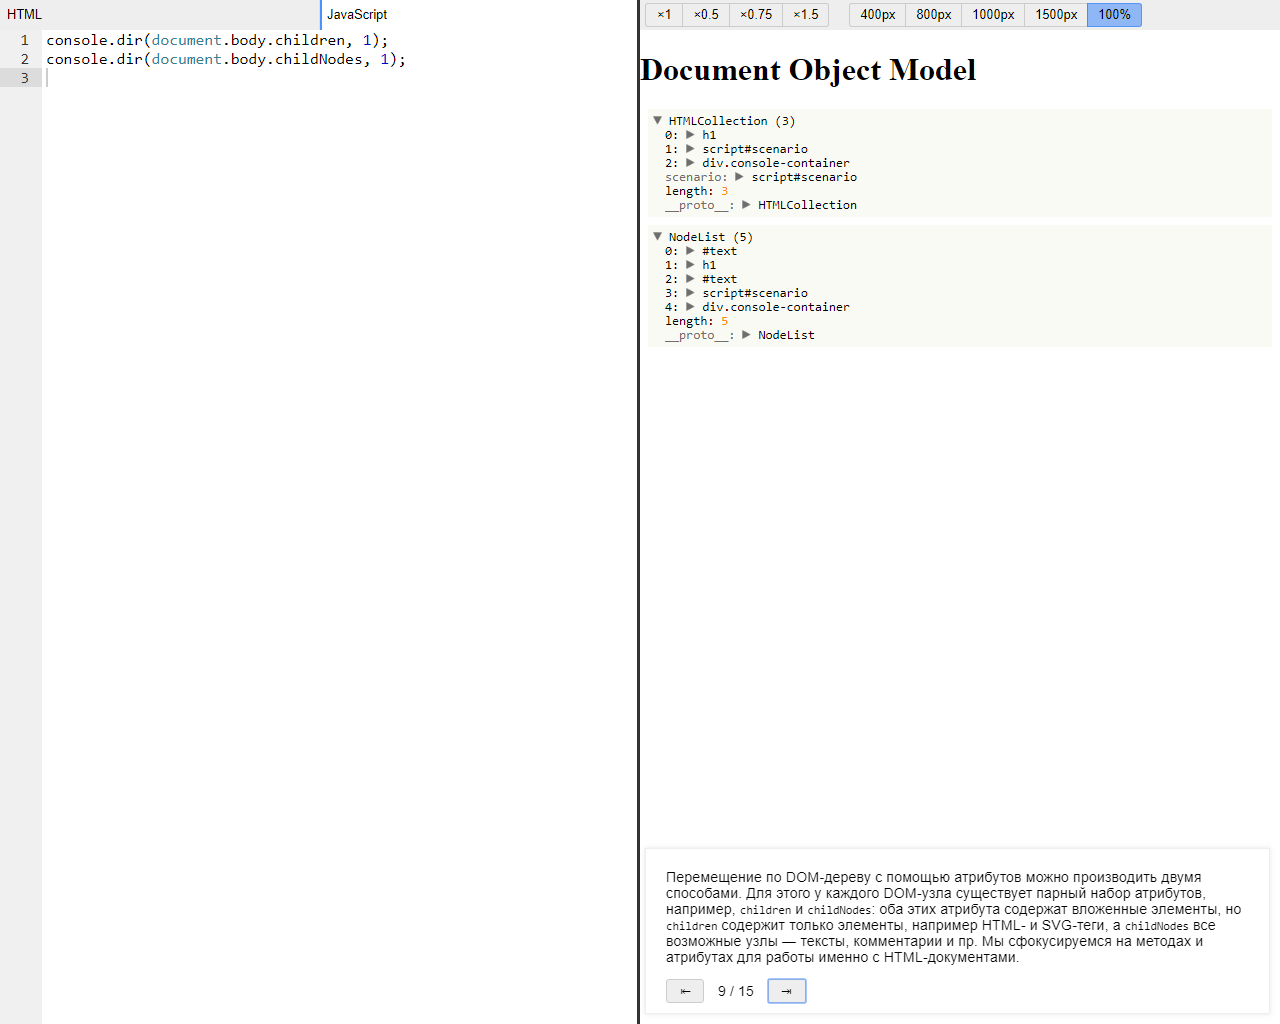 HTML
JavaScript
×1 ×0.5 ×0.75 ×1.5 400px 800px 1000px 1500px 100%
1 console.dir(document.body.children, 1);
2 console.dir(document.body.childNodes, 1);
3
Document Object Model
▼ HTMLCollection (3)
0: ▶ h1
1: ▶ script#scenario
2: ▶ div.console-container
scenario: ▶ script#scenario
length: 3
__proto__: ▶ HTMLCollection
▼ NodeList (5)
0: ▶ #text
1: ▶ h1
2: ▶ #text
3: ▶ script#scenario
4: ▶ div.console-container
length: 5
__proto__: ▶ NodeList
Перемещение по DOM-дереву с помощью атрибутов можно производить двумя
способами. Для этого у каждого DOM-узла существует парный набор атрибутов,
например, children и childNodes: оба этих атрибута содержат вложенные элементы, но
children содержит только элементы, например HTML- и SVG-теги, а childNodes все
возможные узлы — тексты, комментарии и пр. Мы сфокусируемся на методах и
атрибутах для работы именно с HTML-документами.
⇤ 9 / 15 ⇥